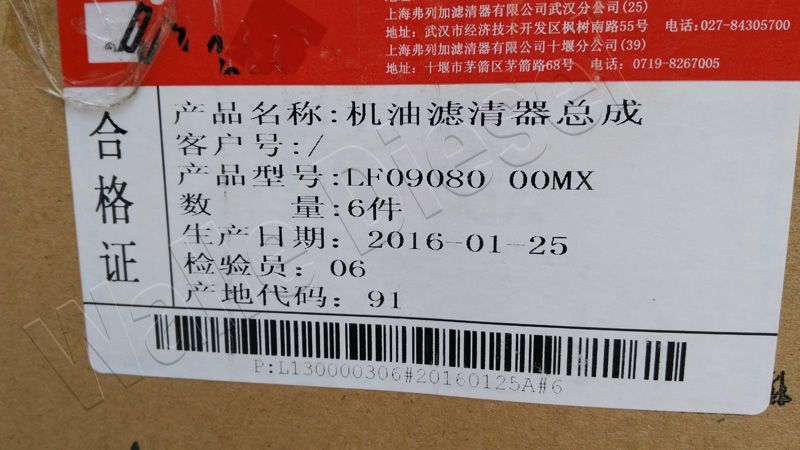 上海弗列加滤清器有限公司武汉分公司(25)
地址: 武汉市经济技术开发区枫树南路55号 电话: 027-84305700
上海弗列加滤清器有限公司十堰分公司(39)
地址: 十堰市茅箭区茅箭路68号 电话: 0719-8267005
合格证
产品名称:机油滤清器总成
客户号:/
产品型号:LF09080 00MX
数 量:6件
生产日期: 2016-01-25
检验员: 06
产地代码: 91
P:L130000306#20160125A#6
Walt Diesel